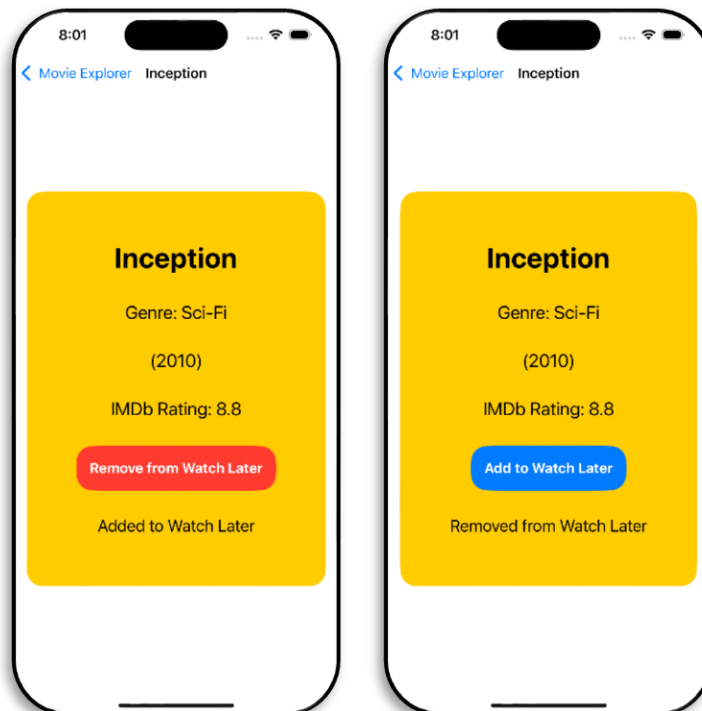 8:01
Movie Explorer Inception
Inception
Genre: Sci-Fi
(2010)
IMDb Rating: 8.8
Remove from Watch Later
Added to Watch Later
8:01
Movie Explorer Inception
Inception
Genre: Sci-Fi
(2010)
IMDb Rating: 8.8
Add to Watch Later
Removed from Watch Later